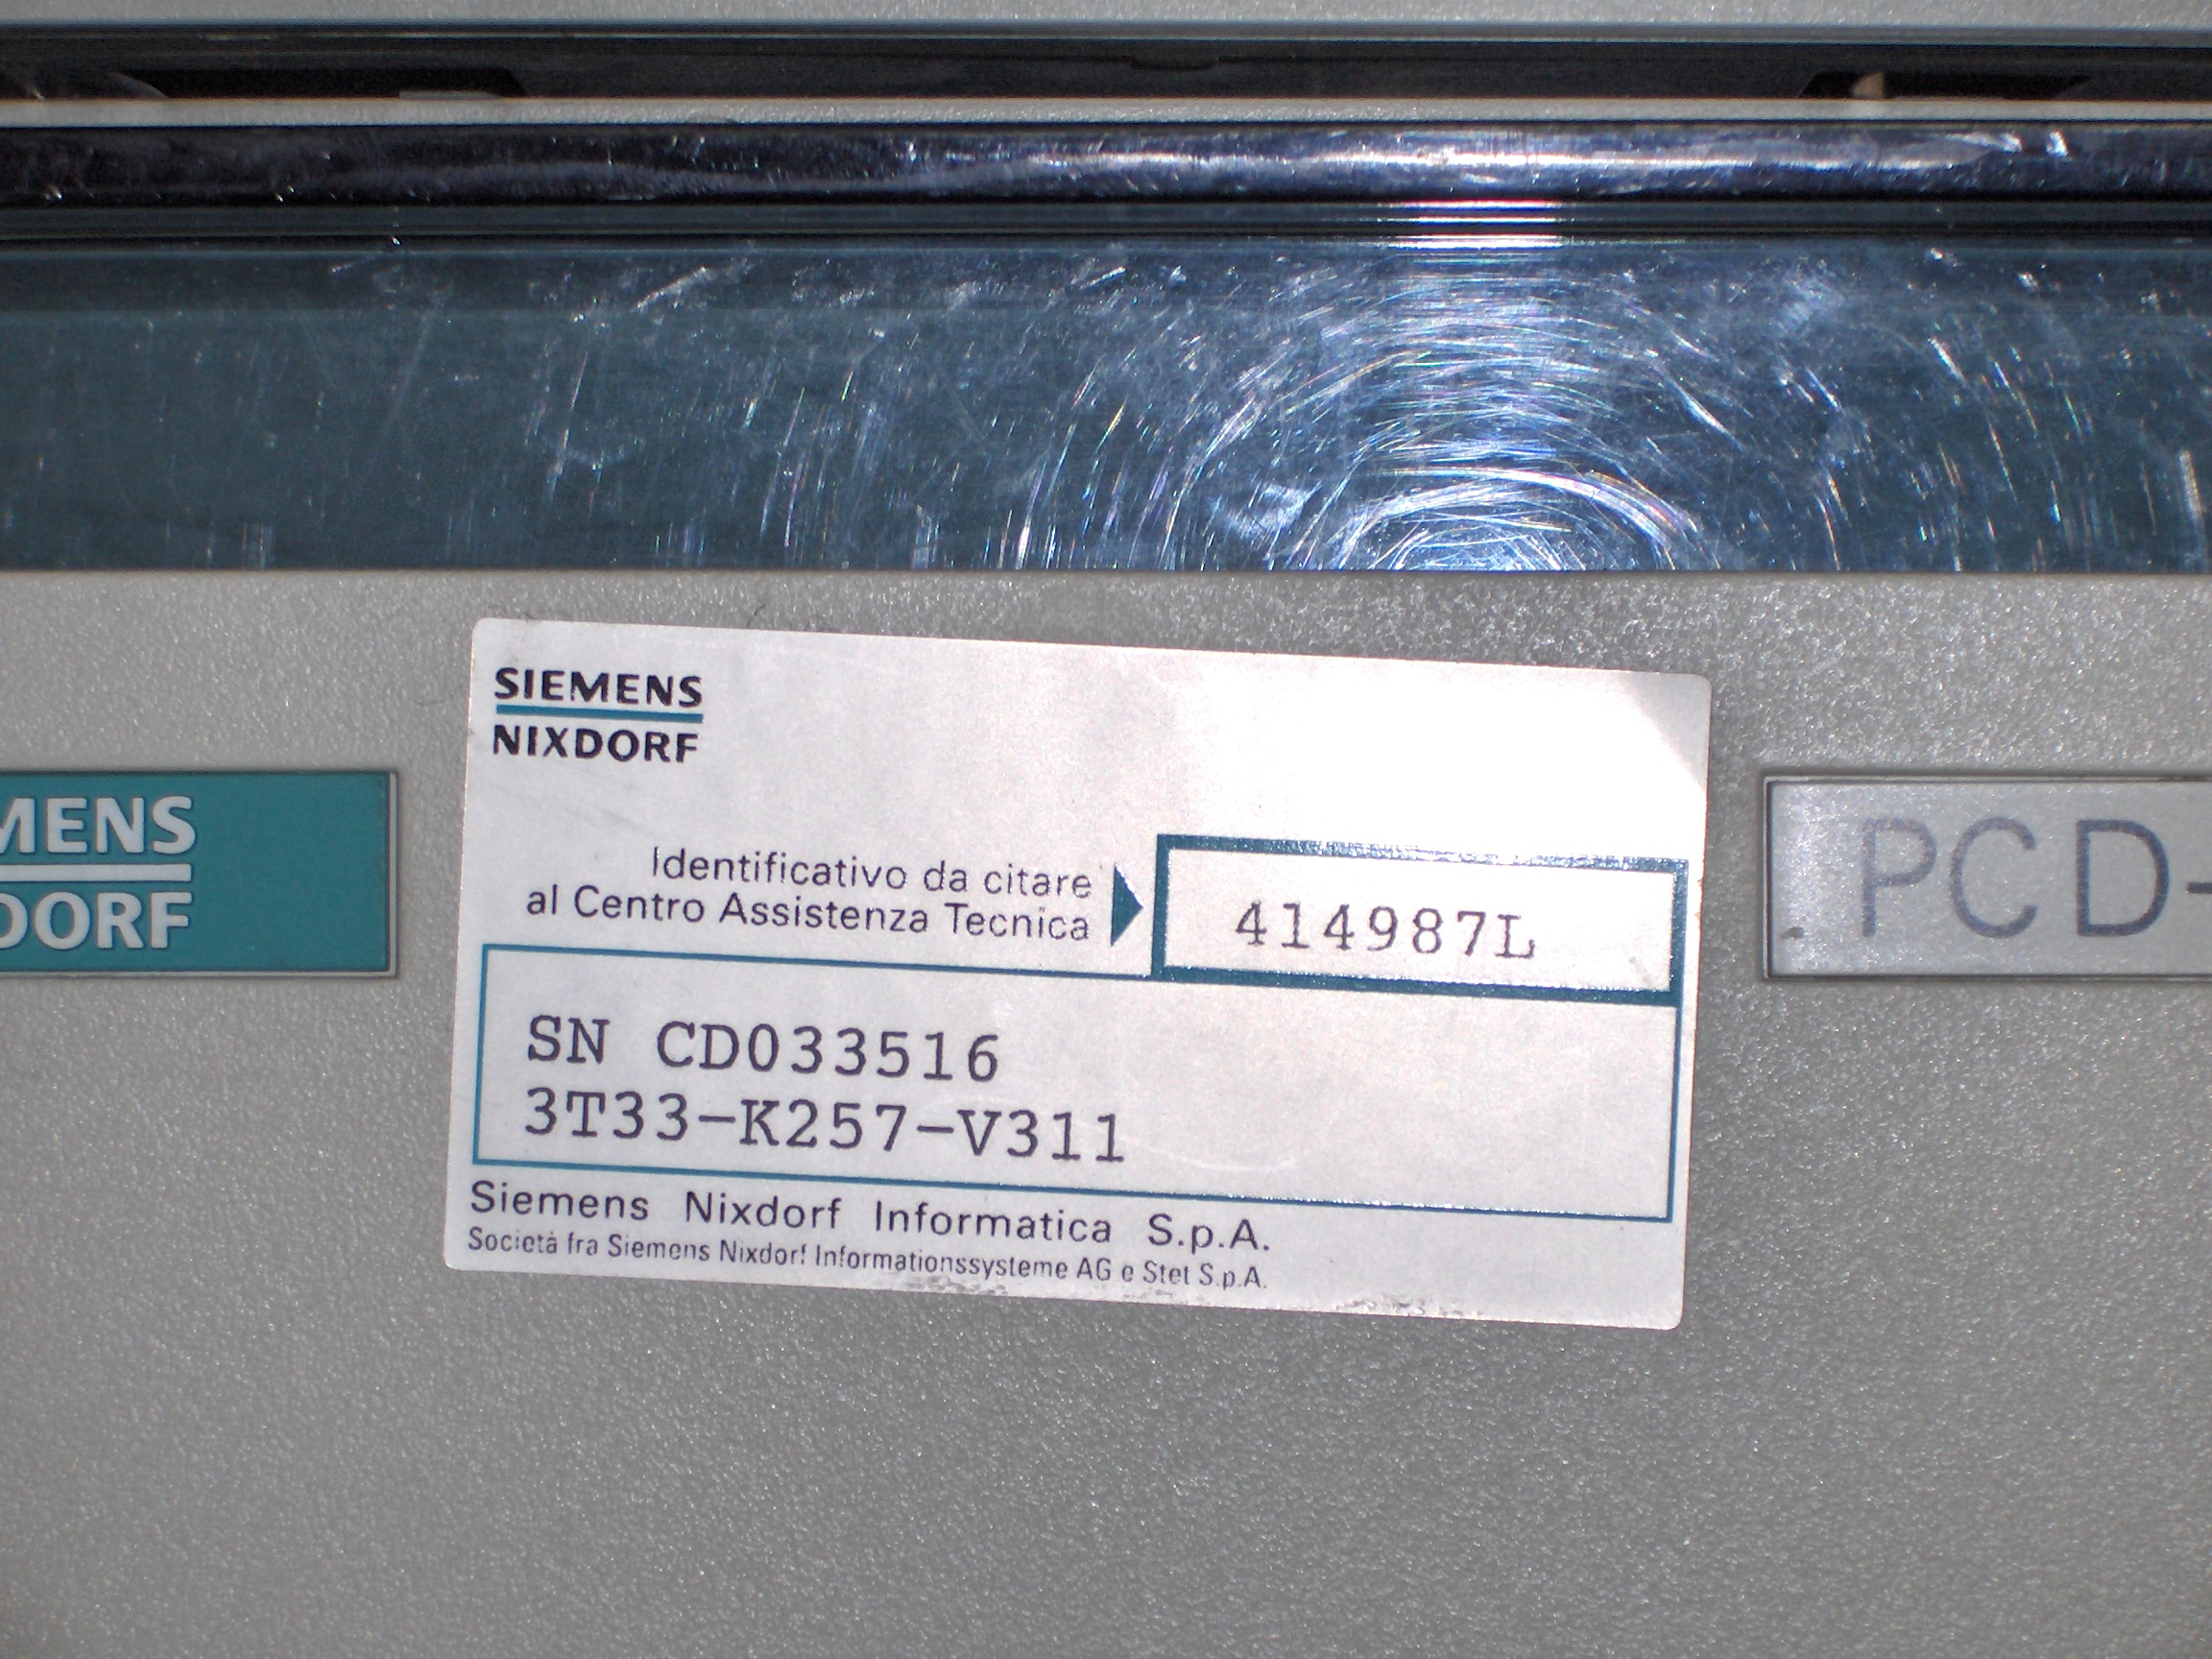 SIEMENS
NIXDORF
MENS
DORF
Identificativo da citare
al Centro Assistenza Tecnica
414987L
PCD-
SN CD033516
3T33-K257-V311
Siemens Nixdorf Informatica S.p.A.
Società fra Siemens Nixdorf Informationssysteme AG e Stet S.p.A.